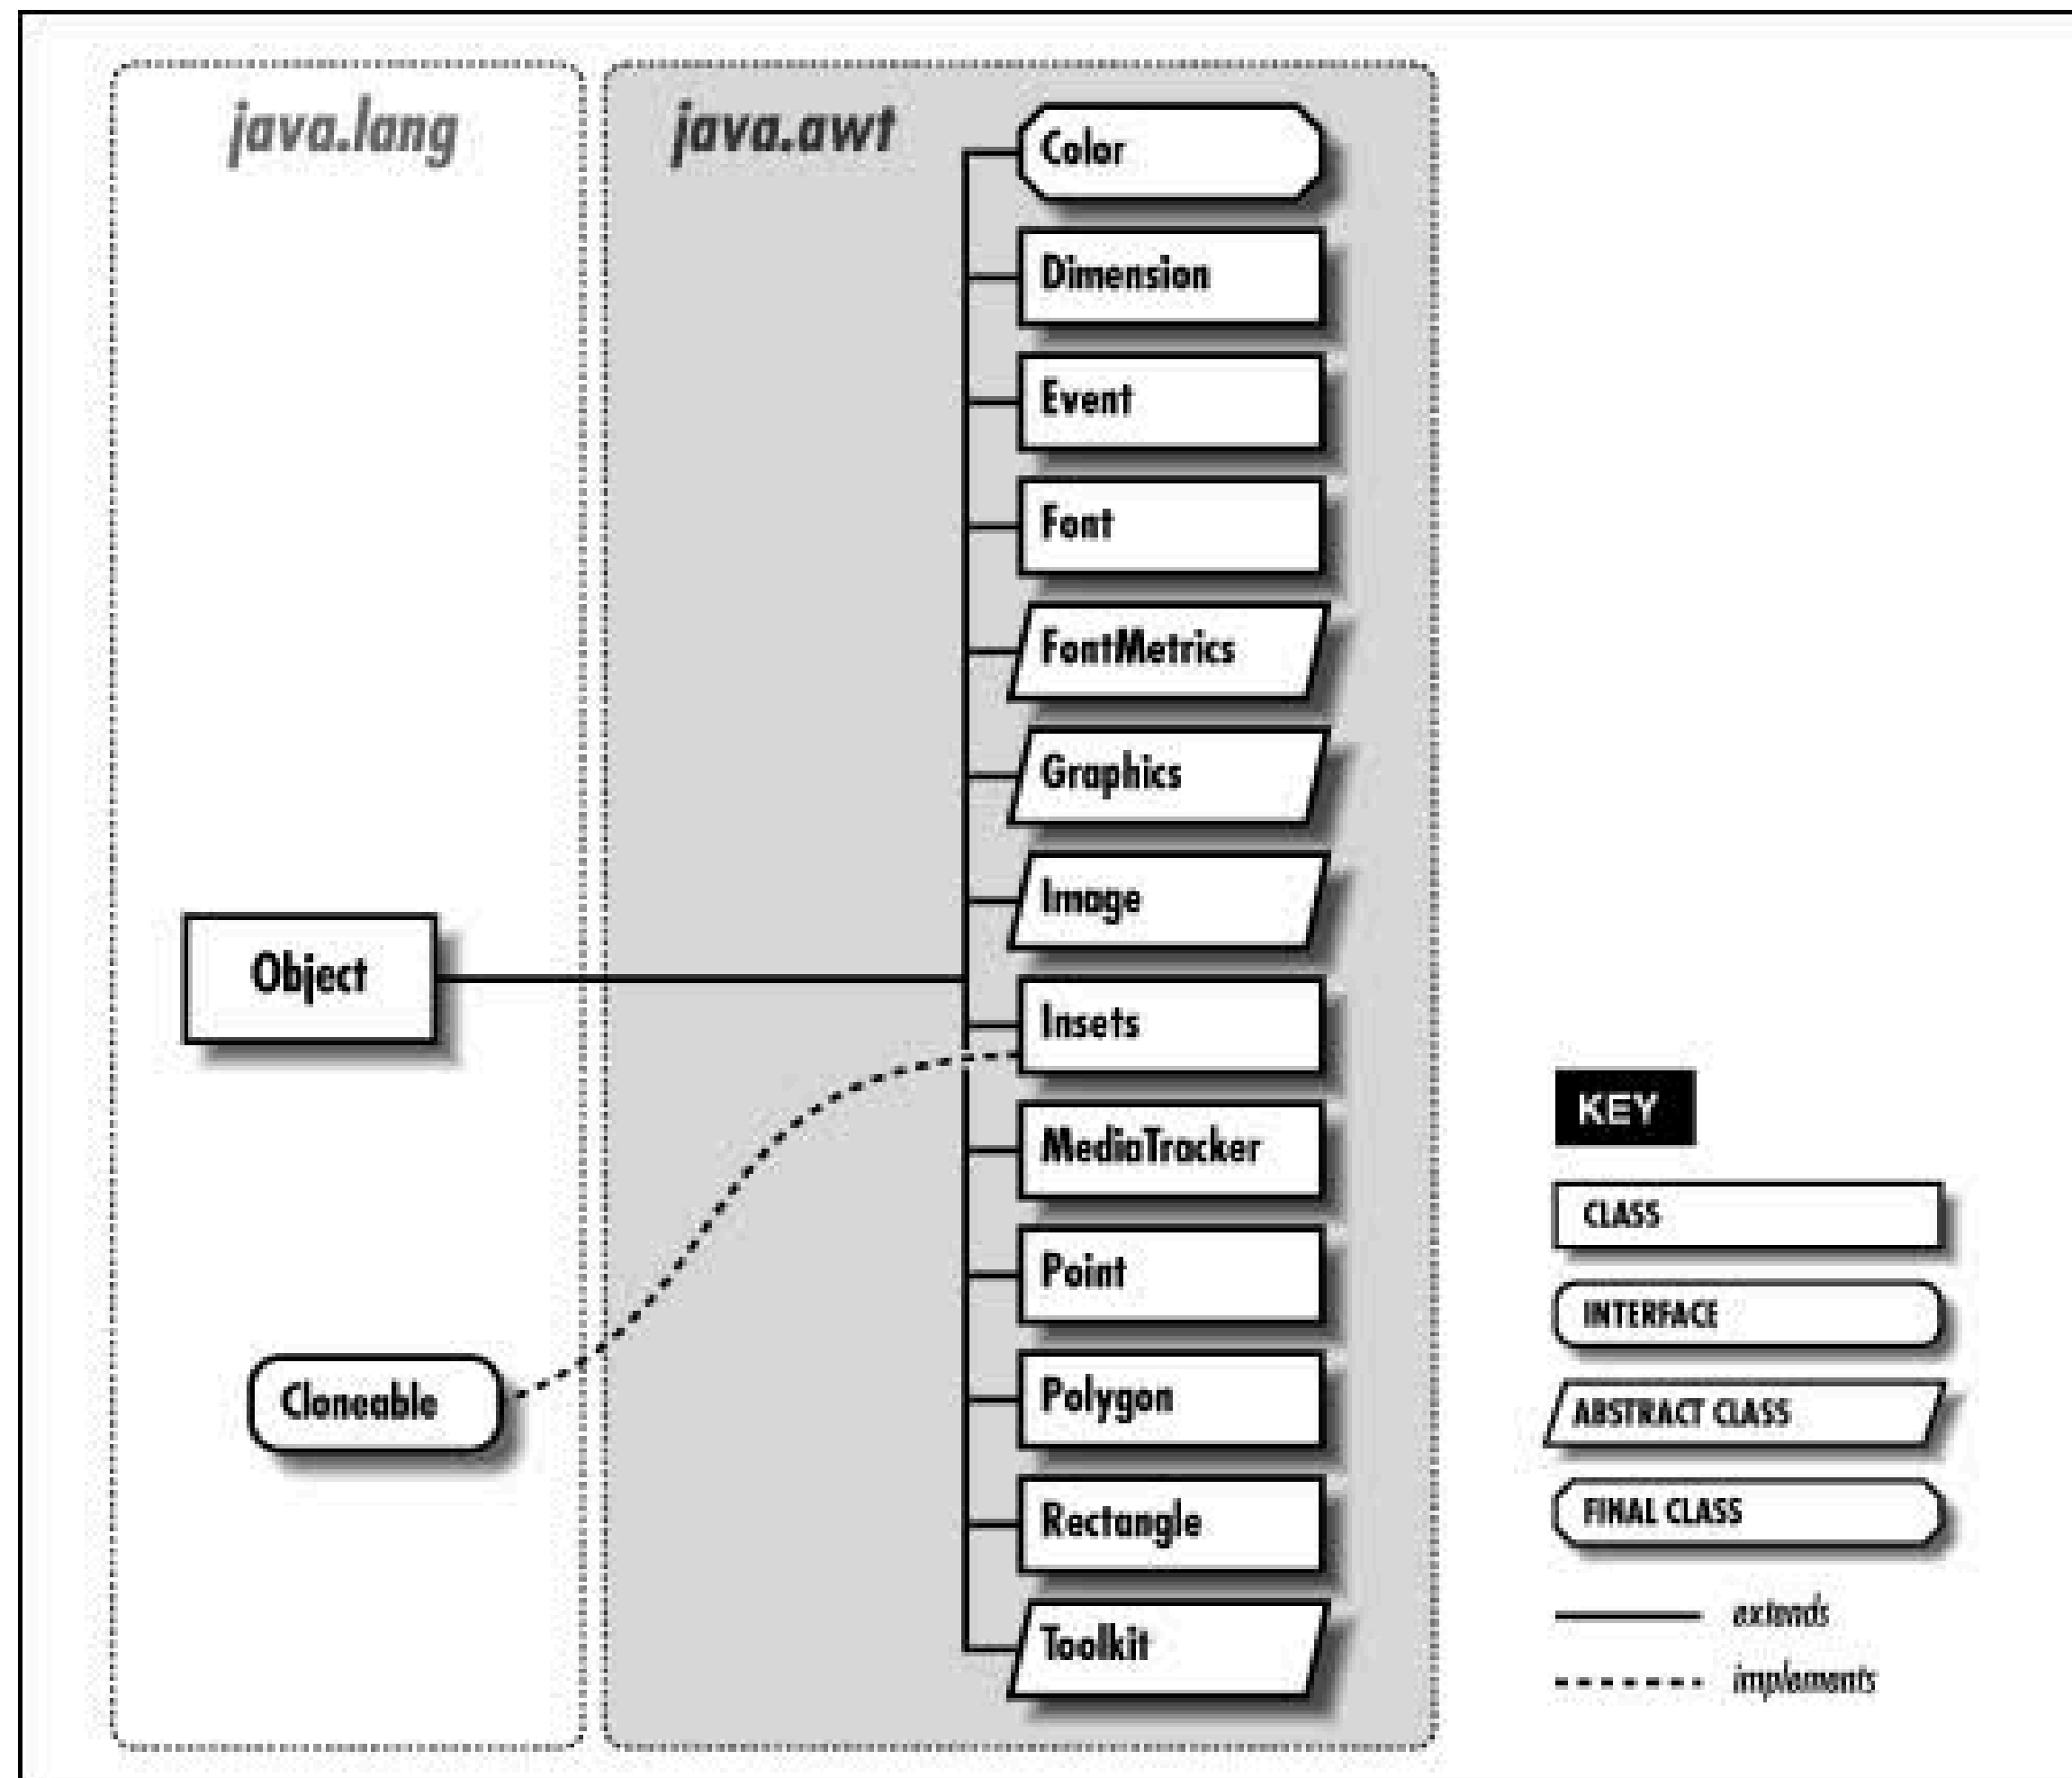 java.lang
java.awt
Color
Dimension
Event
Font
FontMetrics
Graphics
Image
Object
Insets
MediaTracker
Point
Polygon
Cloneable
Rectangle
Toolkit
KEY
CLASS
INTERFACE
ABSTRACT CLASS
FINAL CLASS
extends
implements